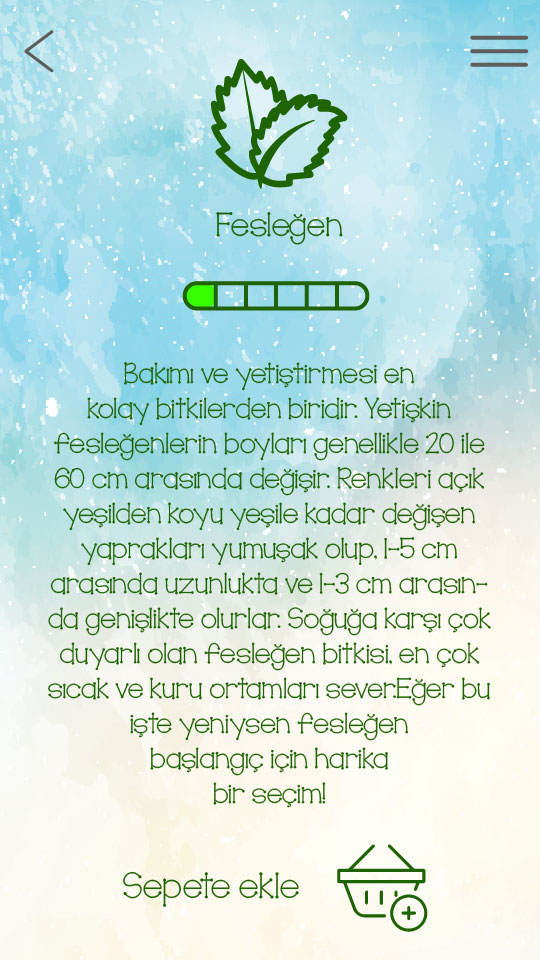 Fesleğen
Bakımı ve yetiştirmesi en
kolay bitkilerden biridir. Yetişkin
fesleğenlerin boyları genellikle 20 ile
60 cm arasında değişir. Renkleri açık
yeşilden koyu yeşile kadar değişen
yaprakları yumuşak olup, 1-5 cm
arasında uzunlukta ve 1-3 cm arasın-
da genişlikte olurlar. Soğuğa karşı çok
duyarlı olan fesleğen bitkisi, en çok
sıcak ve kuru ortamları sever.Eğer bu
işte yeniysen fesleğen
başlangıç için harika
bir seçim!
Sepete ekle